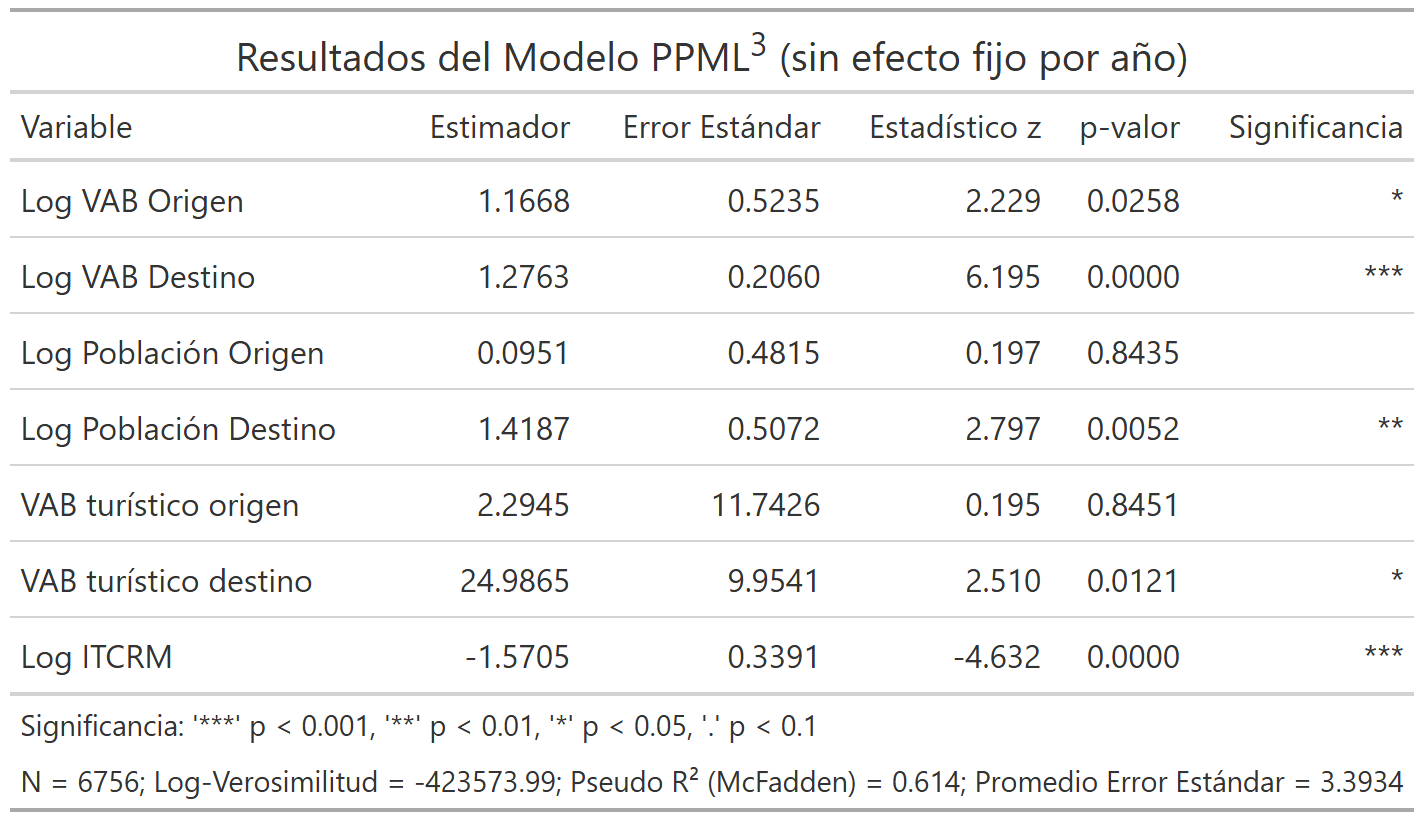 Resultados del Modelo PPML³ (sin efecto fijo por año)
Variable Estimador Error Estándar Estadístico z p-valor Significancia
Log VAB Origen 1.1668 0.5235 2.229 0.0258 *
Log VAB Destino 1.2763 0.2060 6.195 0.0000 ***
Log Población Origen 0.0951 0.4815 0.197 0.8435
Log Población Destino 1.4187 0.5072 2.797 0.0052 **
VAB turístico origen 2.2945 11.7426 0.195 0.8451
VAB turístico destino 24.9865 9.9541 2.510 0.0121 *
Log ITCRM -1.5705 0.3391 -4.632 0.0000 ***
Significancia: '***' p < 0.001, '**' p < 0.01, '*' p < 0.05, '.' p < 0.1
N = 6756; Log-Verosimilitud = -423573.99; Pseudo R² (McFadden) = 0.614; Promedio Error Estándar = 3.3934